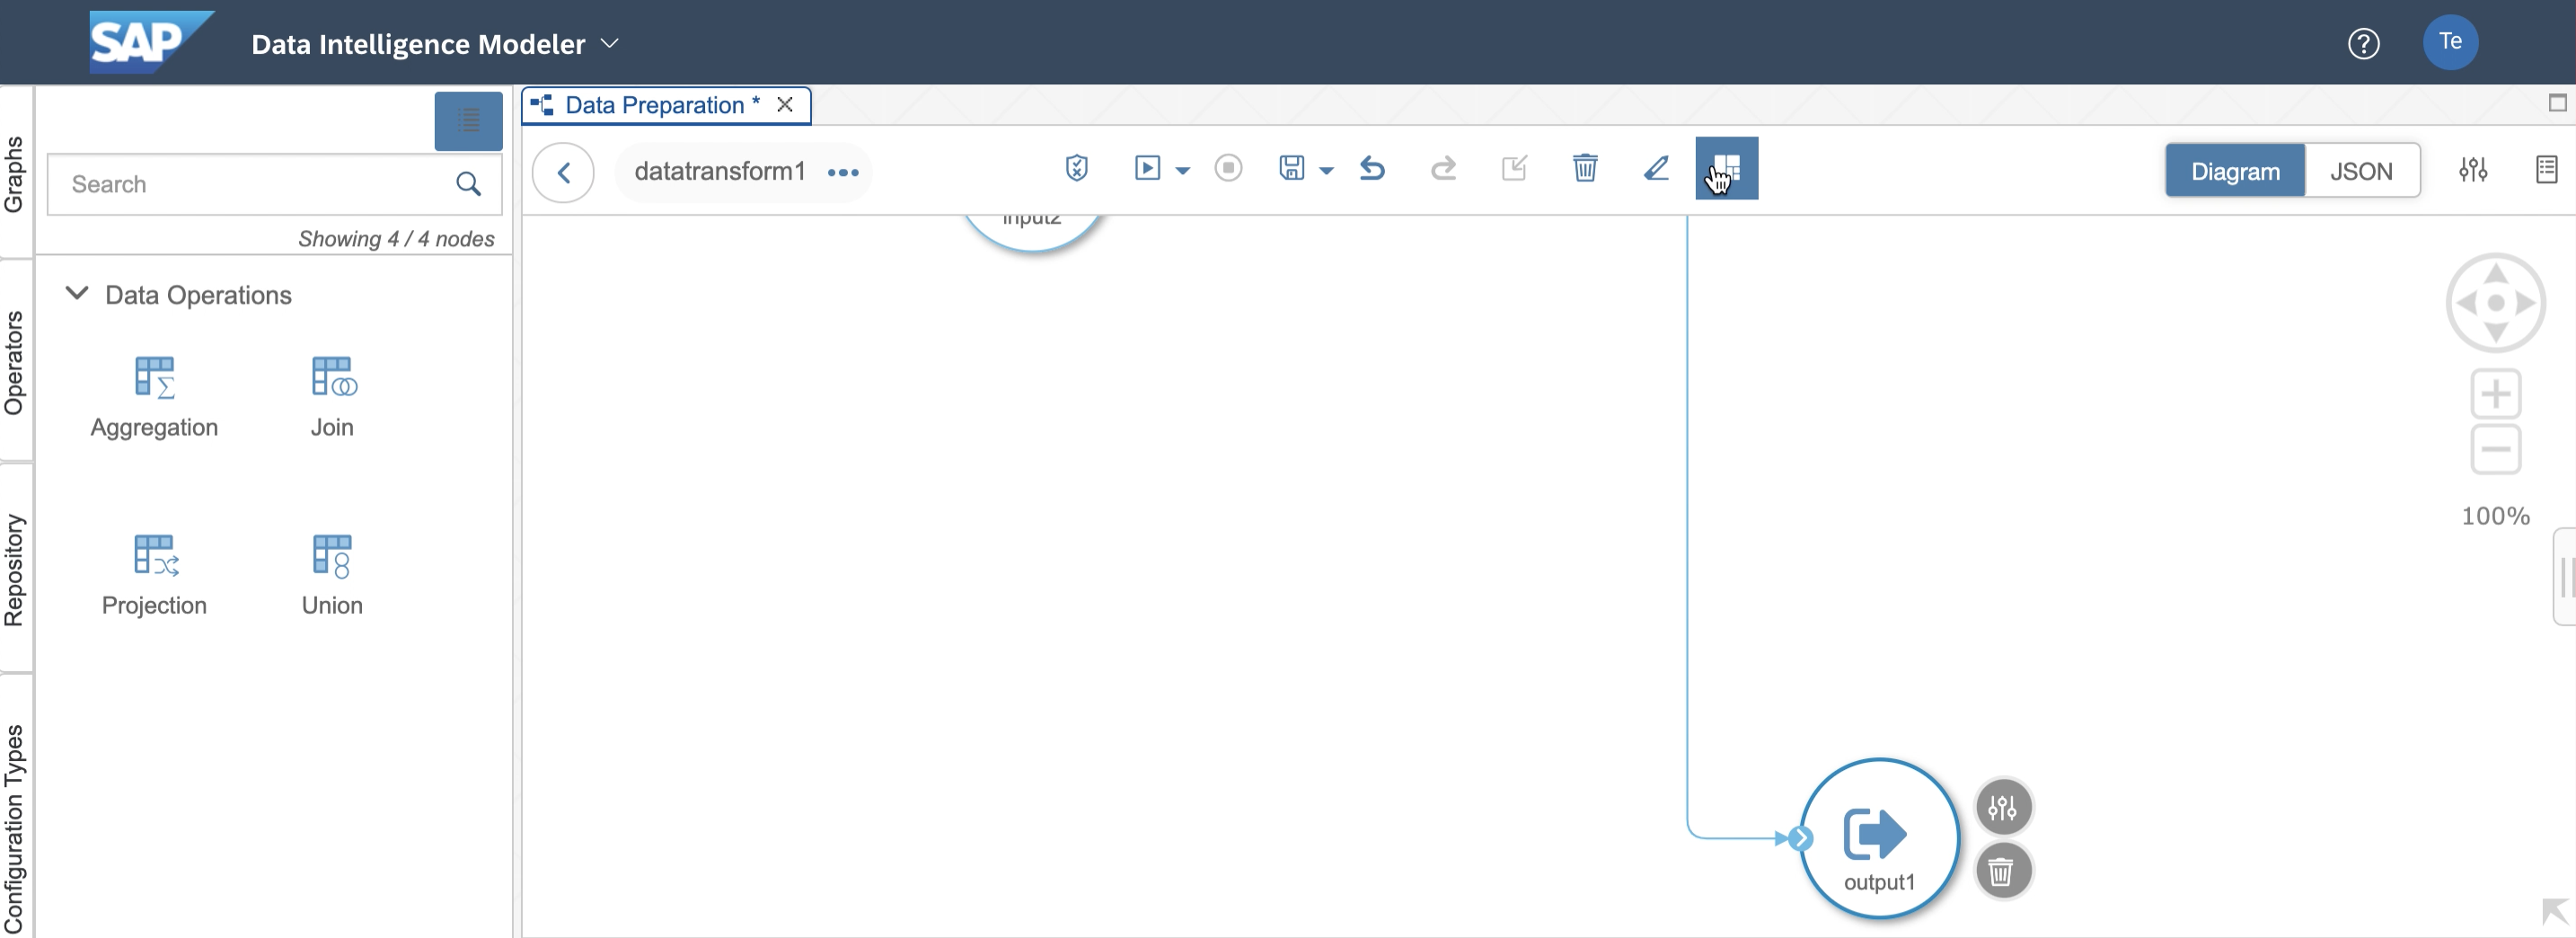 SAP Data Intelligence Modeler
?
Te
Graphs
Operators
Repository
Configuration Types
Search
Showing 4 / 4 nodes
Data Operations
Aggregation
Join
Projection
Union
Data Preparation *
datatransform1 •••
Diagram
JSON
input2
100%
output1